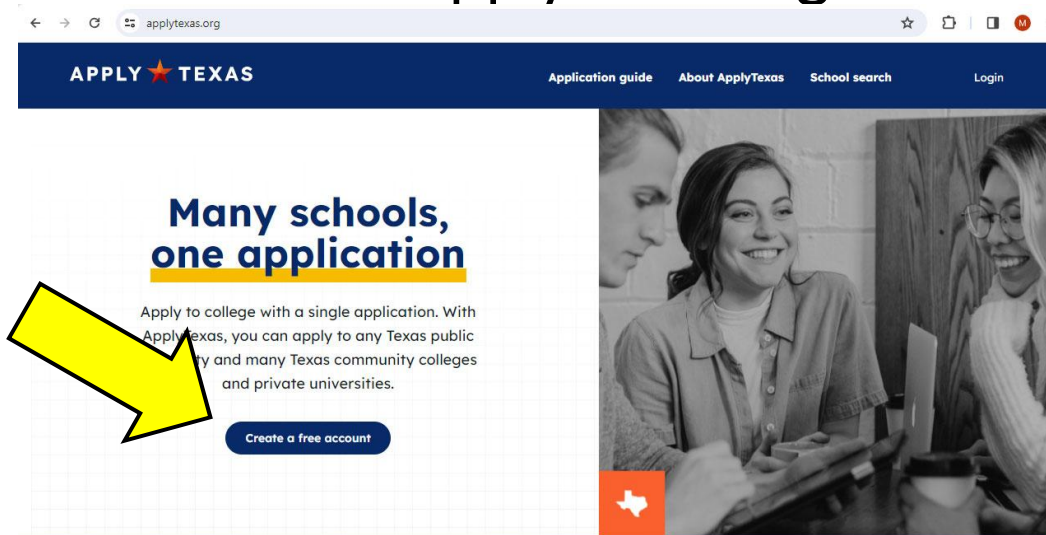 applytexas.org
M
APPLY TEXAS
Application guide
About ApplyTexas
School search
Login
Many schools,
one application
Apply to college with a single application. With
ApplyTexas, you can apply to any Texas public
and many Texas community colleges
and private universities.
Create a free account